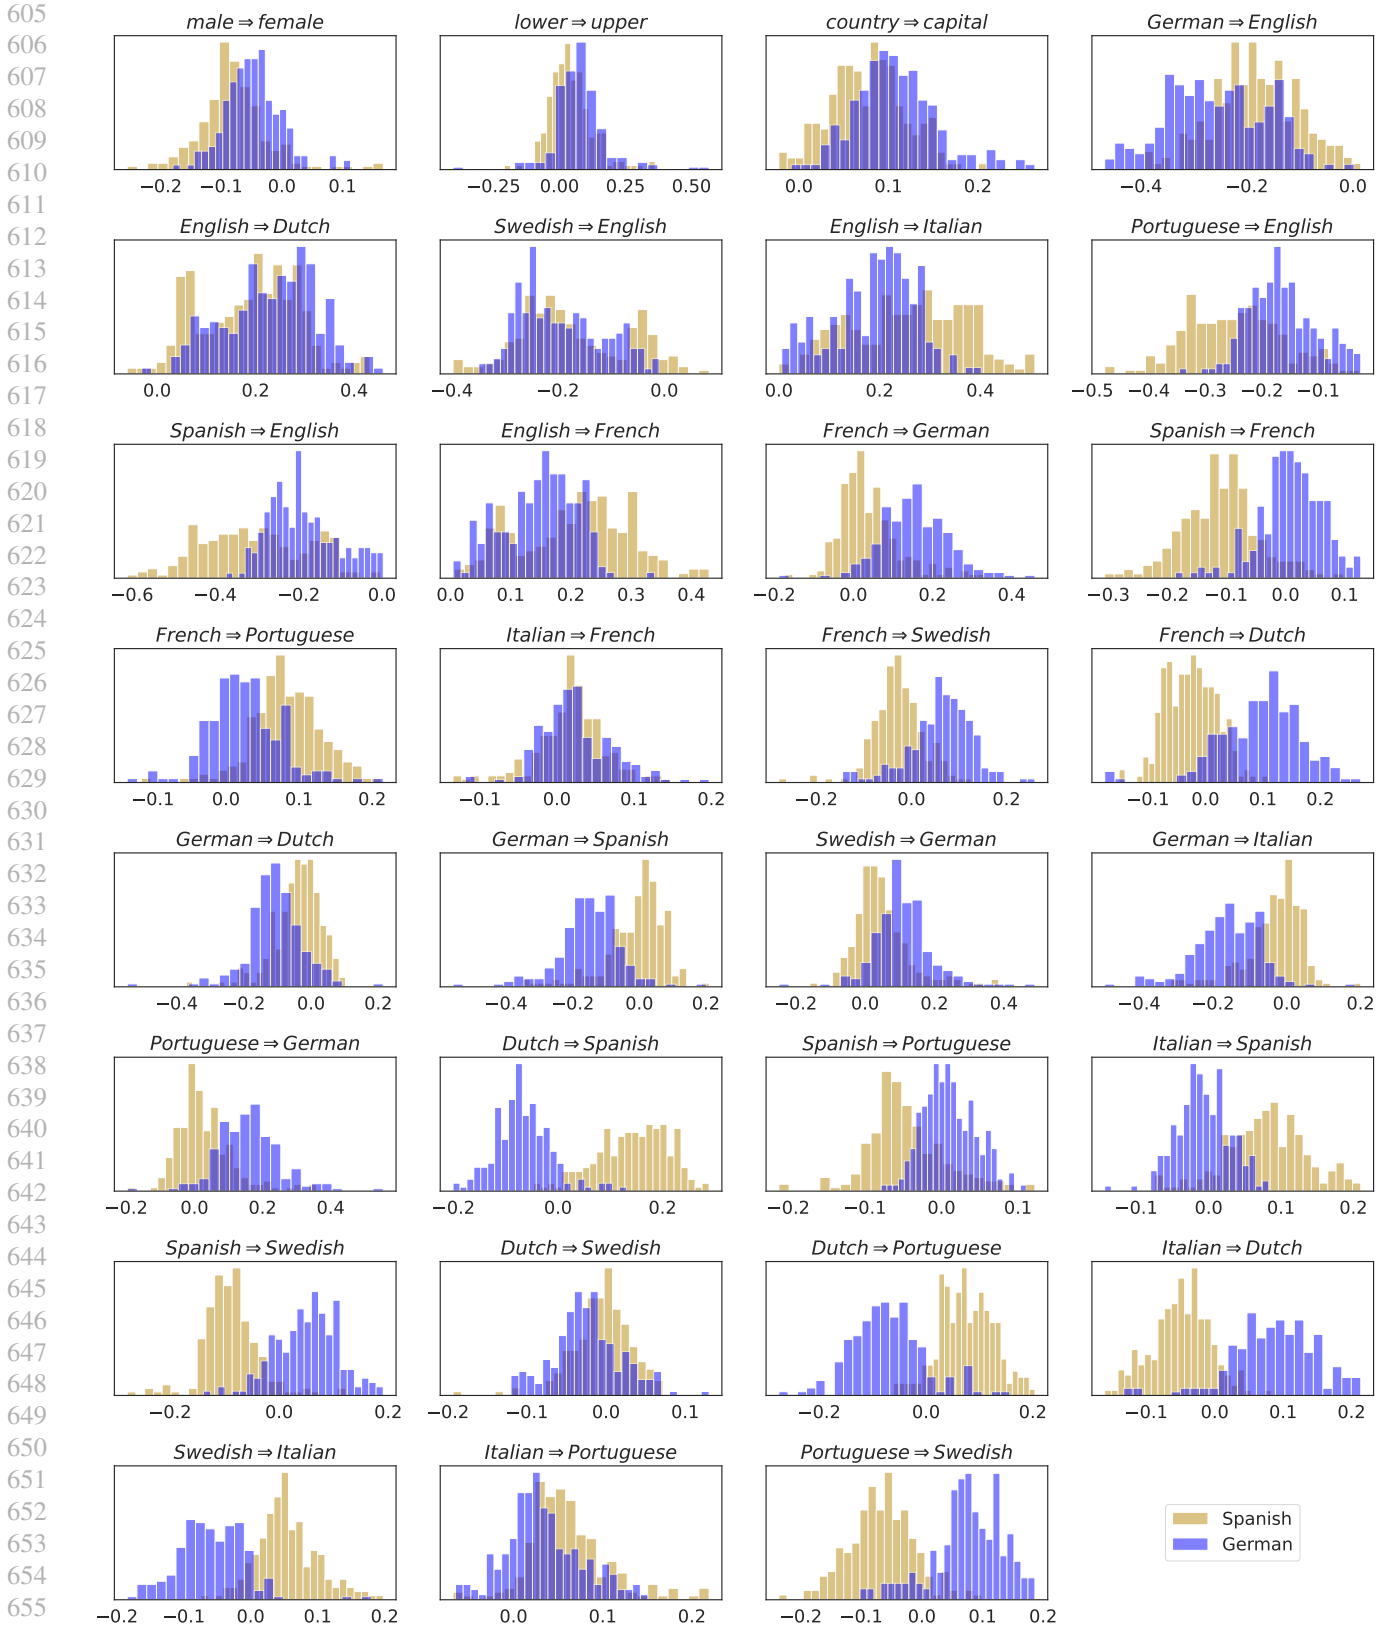 605
606
607
608
609
610
611
612
613
614
615
616
617
618
619
620
621
622
623
624
625
626
627
628
629
630
631
632
633
634
635
636
637
638
639
640
641
642
643
644
645
646
647
648
649
650
651
652
653
654
655
male ⇒ female
−0.2 −0.1 0.0 0.1
lower ⇒ upper
−0.25 0.00 0.25 0.50
country ⇒ capital
0.0 0.1 0.2
German ⇒ English
−0.4 −0.2 0.0
English ⇒ Dutch
0.0 0.2 0.4
Swedish ⇒ English
−0.4 −0.2 0.0
English ⇒ Italian
0.0 0.2 0.4
Portuguese ⇒ English
−0.5 −0.4 −0.3 −0.2 −0.1
Spanish ⇒ English
−0.6 −0.4 −0.2 0.0
English ⇒ French
0.0 0.1 0.2 0.3 0.4
French ⇒ German
−0.2 0.0 0.2 0.4
Spanish ⇒ French
−0.3 −0.2 −0.1 0.0 0.1
French ⇒ Portuguese
−0.1 0.0 0.1 0.2
Italian ⇒ French
−0.1 0.0 0.1 0.2
French ⇒ Swedish
−0.2 0.0 0.2
French ⇒ Dutch
−0.1 0.0 0.1 0.2
German ⇒ Dutch
−0.4 −0.2 0.0 0.2
German ⇒ Spanish
−0.4 −0.2 0.0 0.2
Swedish ⇒ German
−0.2 0.0 0.2 0.4
German ⇒ Italian
−0.4 −0.2 0.0 0.2
Portuguese ⇒ German
−0.2 0.0 0.2 0.4
Dutch ⇒ Spanish
−0.2 0.0 0.2
Spanish ⇒ Portuguese
−0.2 −0.1 0.0 0.1
Italian ⇒ Spanish
−0.1 0.0 0.1 0.2
Spanish ⇒ Swedish
−0.2 0.0 0.2
Dutch ⇒ Swedish
−0.2 −0.1 0.0 0.1
Dutch ⇒ Portuguese
−0.2 0.0 0.2
Italian ⇒ Dutch
−0.1 0.0 0.1 0.2
Swedish ⇒ Italian
−0.2 −0.1 0.0 0.1 0.2
Italian ⇒ Portuguese
0.0 0.1 0.2
Portuguese ⇒ Swedish
−0.2 −0.1 0.0 0.1 0.2
Spanish
German